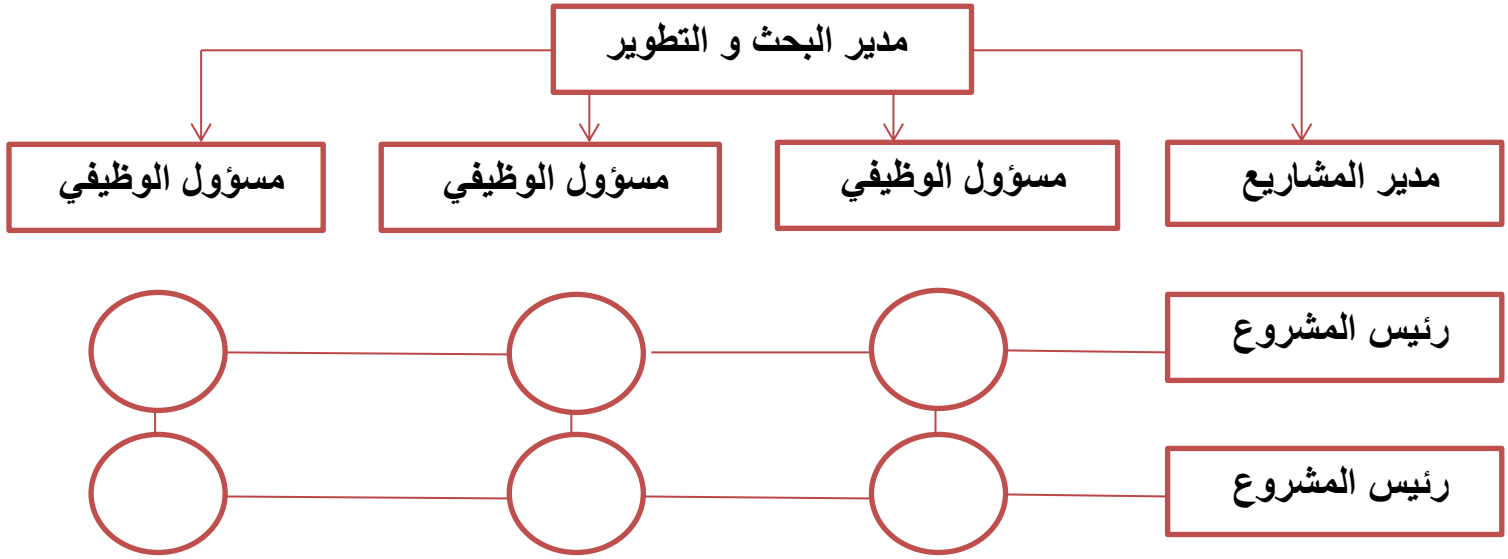 مدير البحث و التطوير
مدير المشاريع
مسؤول الوظيفي
مسؤول الوظيفي
مسؤول الوظيفي
رئيس المشروع
رئيس المشروع